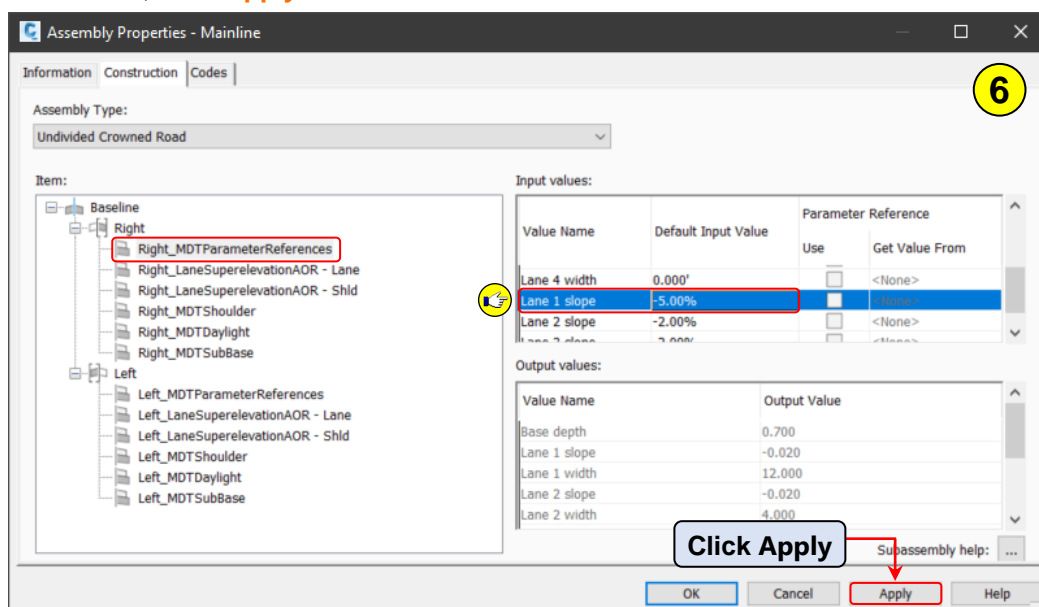 Apply
Assembly Properties - Mainline
Information Construction Codes
6
Assembly Type:
Undivided Crowned Road
Item:
Baseline
Right
Right_MDTParameterReferences
Right_LaneSuperelevationAOR - Lane
Right_LaneSuperelevationAOR - Shld
Right_MDTShoulder
Right_MDTDaylight
Right_MDTSubBase
Left
Left_MDTParameterReferences
Left_LaneSuperelevationAOR - Lane
Left_LaneSuperelevationAOR - Shld
Left_MDTShoulder
Left_MDTDaylight
Left_MDTSubBase
Input values:
Value Name Default Input Value Parameter Reference
Use Get Value From
Lane 4 width 0.000' <None>
Lane 1 slope -5.00% <None>
Lane 2 slope -2.00% <None>
Output values:
Value Name Output Value
Base depth 0.700
Lane 1 slope -0.020
Lane 1 width 12.000
Lane 2 slope -0.020
Lane 2 width 4.000
Click Apply
Subassembly help: ...
OK Cancel Apply Help